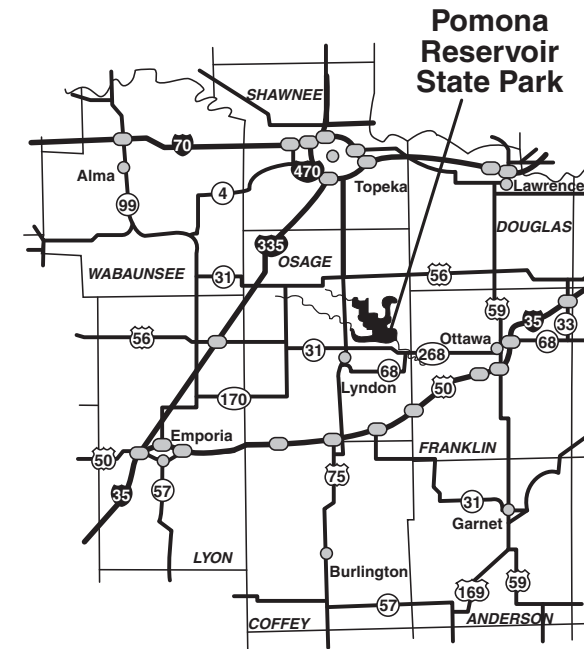 Pomona
Reservoir
State Park
SHAWNEE
70
470
Alma
Topeka
Lawrence
4
99
DOUGLAS
335
OSAGE
WABAUNSEE
31
56
59
35
33
56
Ottawa
68
31
268
Lyndon
68
50
170
Emporia
50
FRANKLIN
75
57
35
31
Garnet
LYON
Burlington
169
59
57
COFFEY
ANDERSON